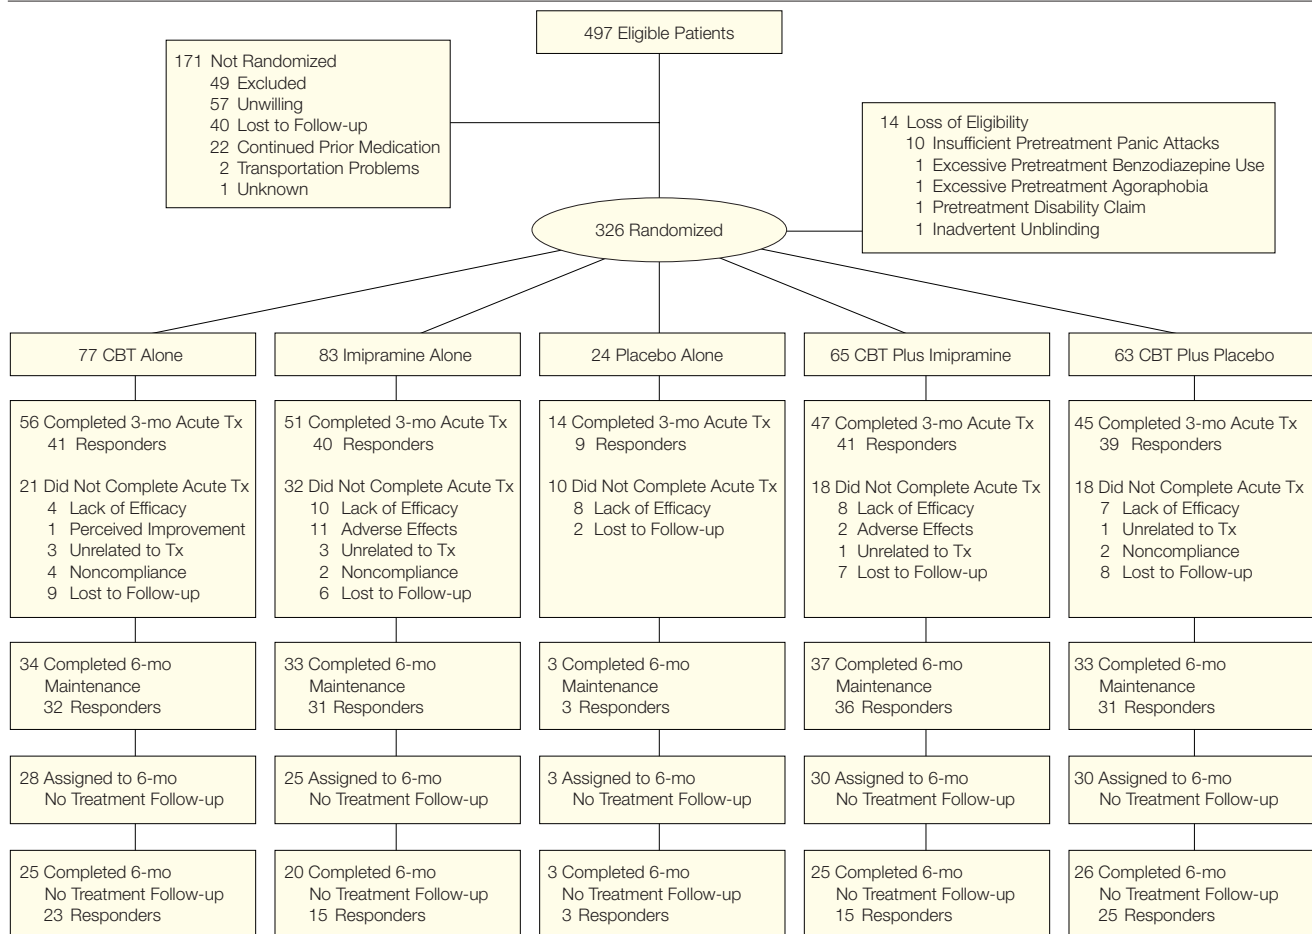 497 Eligible Patients
171 Not Randomized
49 Excluded
57 Unwilling
40 Lost to Follow-up
22 Continued Prior Medication
2 Transportation Problems
1 Unknown
14 Loss of Eligibility
10 Insufficient Pretreatment Panic Attacks
1 Excessive Pretreatment Benzodiazepine Use
1 Excessive Pretreatment Agoraphobia
1 Pretreatment Disability Claim
1 Inadvertent Unblinding
326 Randomized
77 CBT Alone
56 Completed 3-mo Acute Tx
41 Responders
21 Did Not Complete Acute Tx
4 Lack of Efficacy
1 Perceived Improvement
3 Unrelated to Tx
4 Noncompliance
9 Lost to Follow-up
34 Completed 6-mo
Maintenance
32 Responders
28 Assigned to 6-mo
No Treatment Follow-up
25 Completed 6-mo
No Treatment Follow-up
23 Responders
83 Imipramine Alone
51 Completed 3-mo Acute Tx
40 Responders
32 Did Not Complete Acute Tx
10 Lack of Efficacy
11 Adverse Effects
3 Unrelated to Tx
2 Noncompliance
6 Lost to Follow-up
33 Completed 6-mo
Maintenance
31 Responders
25 Assigned to 6-mo
No Treatment Follow-up
20 Completed 6-mo
No Treatment Follow-up
15 Responders
24 Placebo Alone
14 Completed 3-mo Acute Tx
9 Responders
10 Did Not Complete Acute Tx
8 Lack of Efficacy
2 Lost to Follow-up
3 Completed 6-mo
Maintenance
3 Responders
3 Assigned to 6-mo
No Treatment Follow-up
3 Completed 6-mo
No Treatment Follow-up
3 Responders
65 CBT Plus Imipramine
47 Completed 3-mo Acute Tx
41 Responders
18 Did Not Complete Acute Tx
8 Lack of Efficacy
2 Adverse Effects
1 Unrelated to Tx
7 Lost to Follow-up
37 Completed 6-mo
Maintenance
36 Responders
30 Assigned to 6-mo
No Treatment Follow-up
25 Completed 6-mo
No Treatment Follow-up
15 Responders
63 CBT Plus Placebo
45 Completed 3-mo Acute Tx
39 Responders
18 Did Not Complete Acute Tx
7 Lack of Efficacy
1 Unrelated to Tx
2 Noncompliance
8 Lost to Follow-up
33 Completed 6-mo
Maintenance
31 Responders
30 Assigned to 6-mo
No Treatment Follow-up
26 Completed 6-mo
No Treatment Follow-up
25 Responders